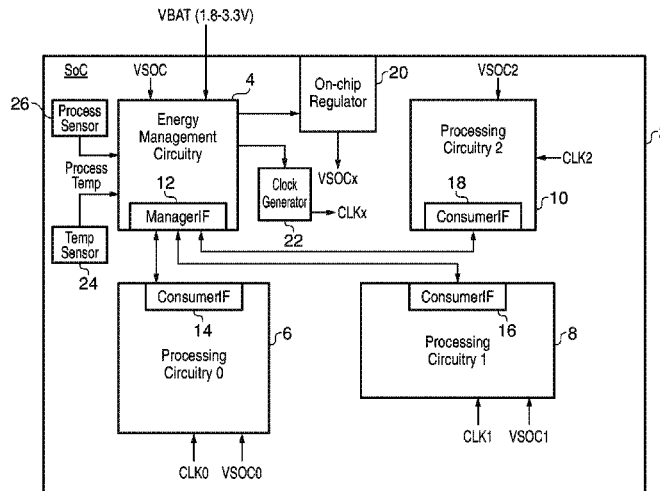 VBAT (1.8-3.3V)
SoC
VSOC
4
20
VSOC2
26
Process
Sensor
Energy
Management
Circuitry
On-chip
Regulator
Processing
Circuitry 2
Process
Temp
VSOCx
CLK2
12
ManagerIF
Clock
Generator
CLKx
22
18
ConsumerIF
10
Temp
Sensor
24
ConsumerIF
14
6
Processing
Circuitry 0
ConsumerIF
16
8
Processing
Circuitry 1
CLK0
VSOC0
CLK1
VSOC1